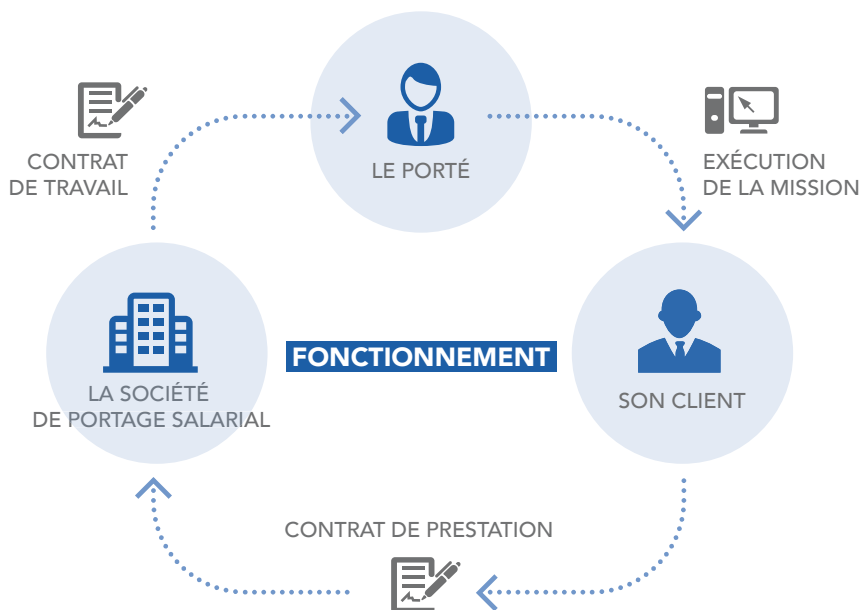 CONTRAT
DE TRAVAIL
LE PORTÉ
EXÉCUTION
DE LA MISSION
LA SOCIÉTÉ
DE PORTAGE SALARIAL
FONCTIONNEMENT
SON CLIENT
CONTRAT DE PRESTATION